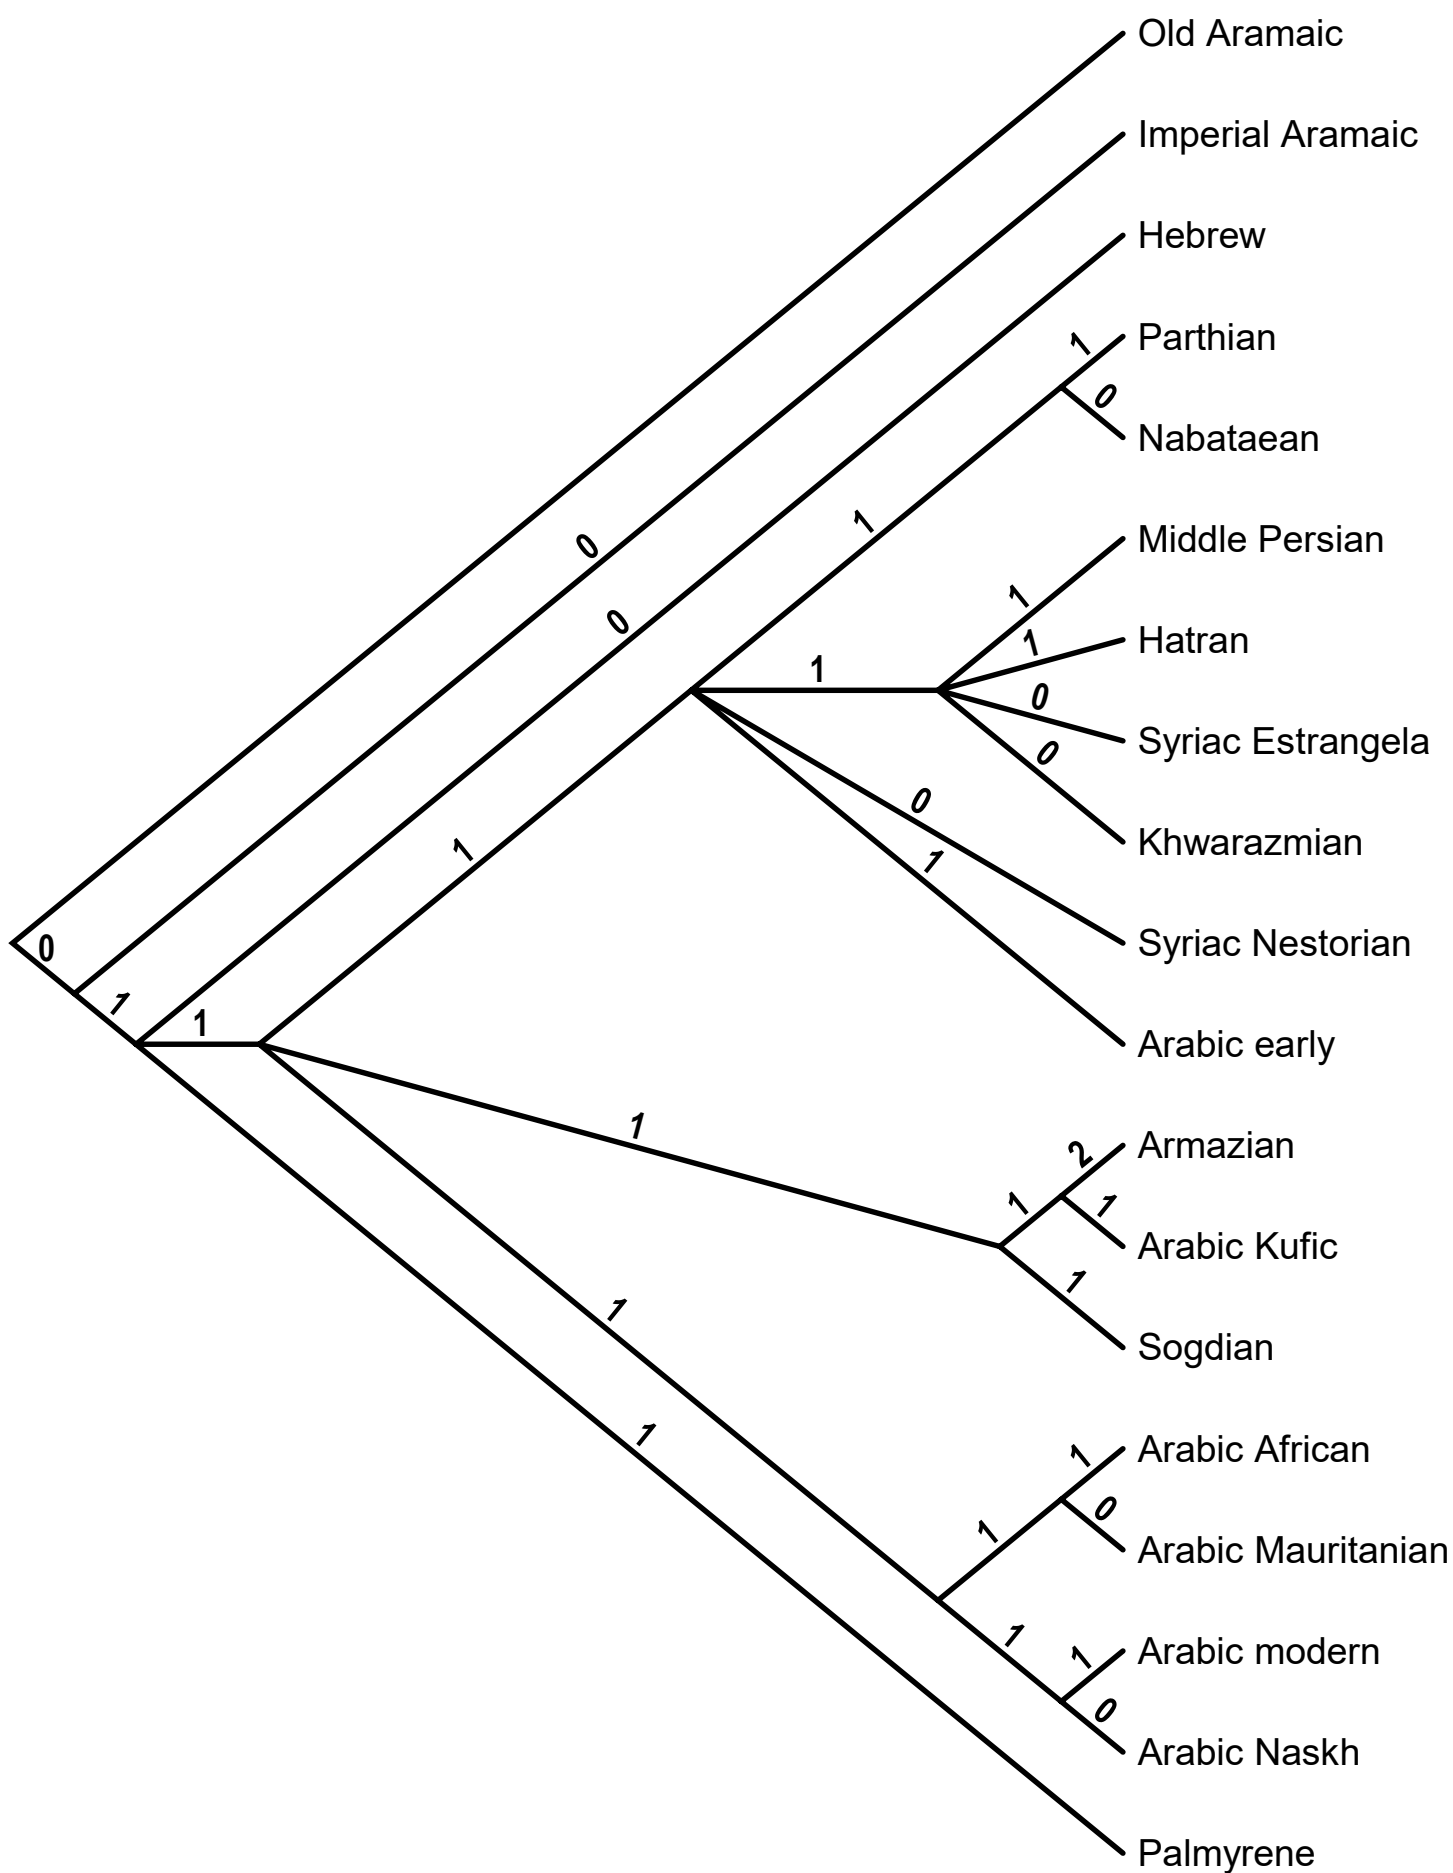 Old Aramaic
Imperial Aramaic
Hebrew
1 Parthian
0 Nabataean
1
Middle Persian
0
1
1 Hatran
0
1
0
Syriac Estrangela
0
Khwarazmian
0
1
1
Syriac Nestorian
0
1
1
Arabic early
1
2 Armazian
1
1 Arabic Kufic
1
Sogdian
1
1
1 Arabic African
1
0 Arabic Mauritanian
1
1 Arabic modern
0 Arabic Naskh
Palmyrene